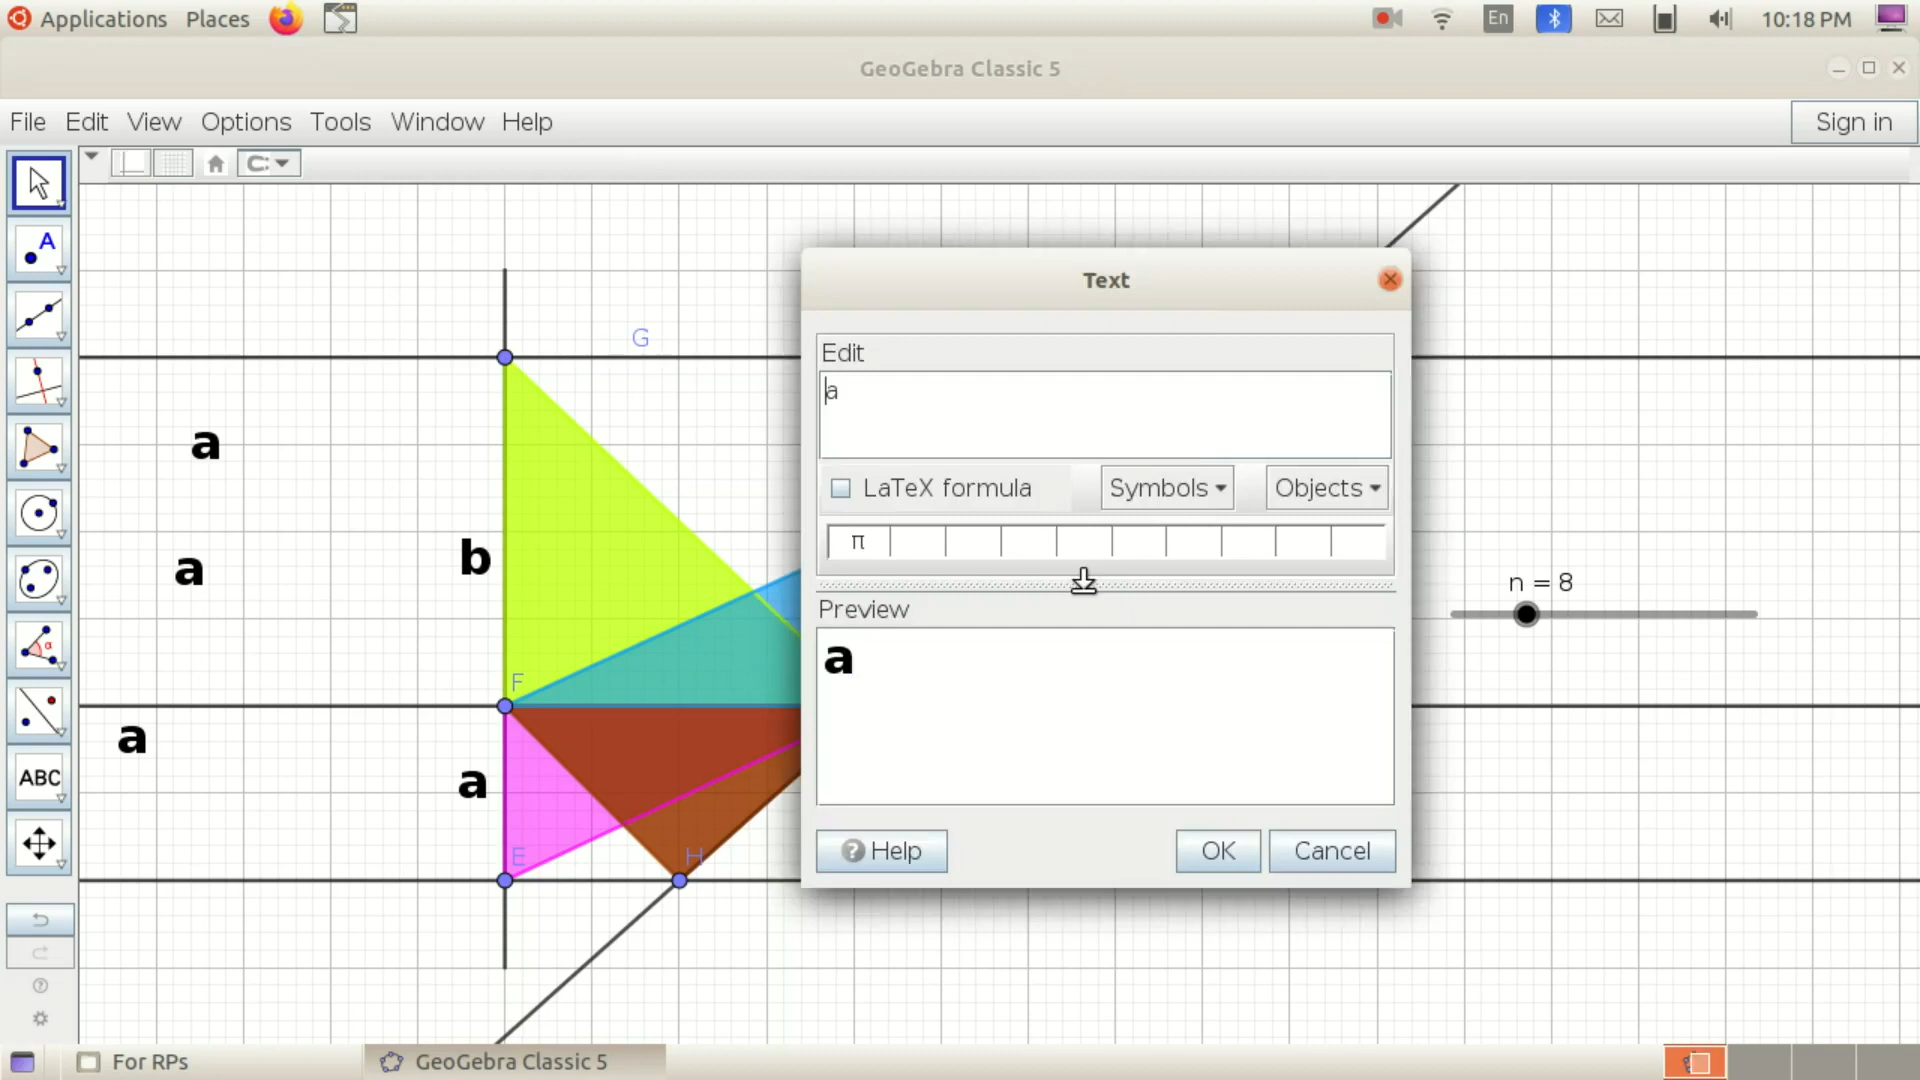 Applications Places En 10:18 PM
GeoGebra Classic 5
File Edit View Options Tools Window Help Sign in
A
G
Text
Edit
a
a
LaTeX formula Symbols Objects
π
a
b
n = 8
Preview
a
F
a
a
α
ABC
E
H
Help OK Cancel
For RPs GeoGebra Classic 5